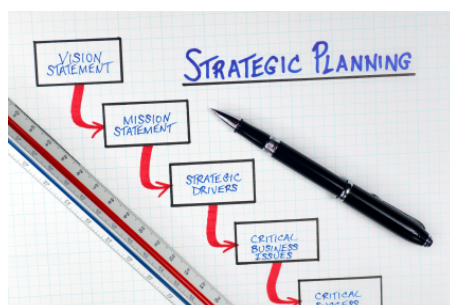 STRATEGIC PLANNING
VISION
STATEMENT
MISSION
STATEMENT
STRATEGIC
DRIVERS
CRITICAL
BUSINESS
ISSUES
CRITICAL